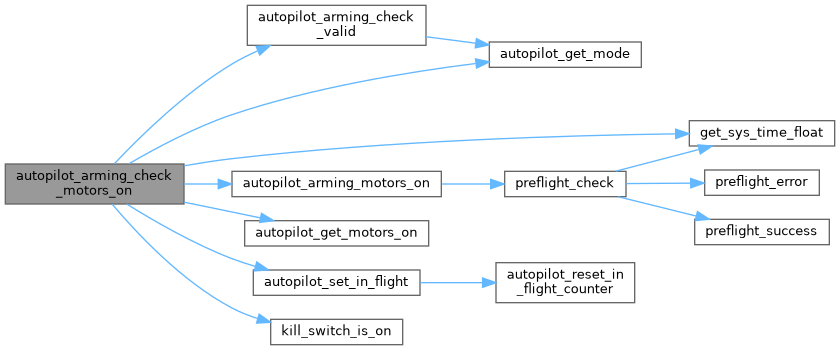 autopilot_arming_check
_valid
autopilot_get_mode
get_sys_time_float
autopilot_arming_check
_motors_on
autopilot_arming_motors_on
preflight_check
preflight_error
autopilot_get_motors_on
preflight_success
autopilot_set_in_flight
autopilot_reset_in
_flight_counter
kill_switch_is_on